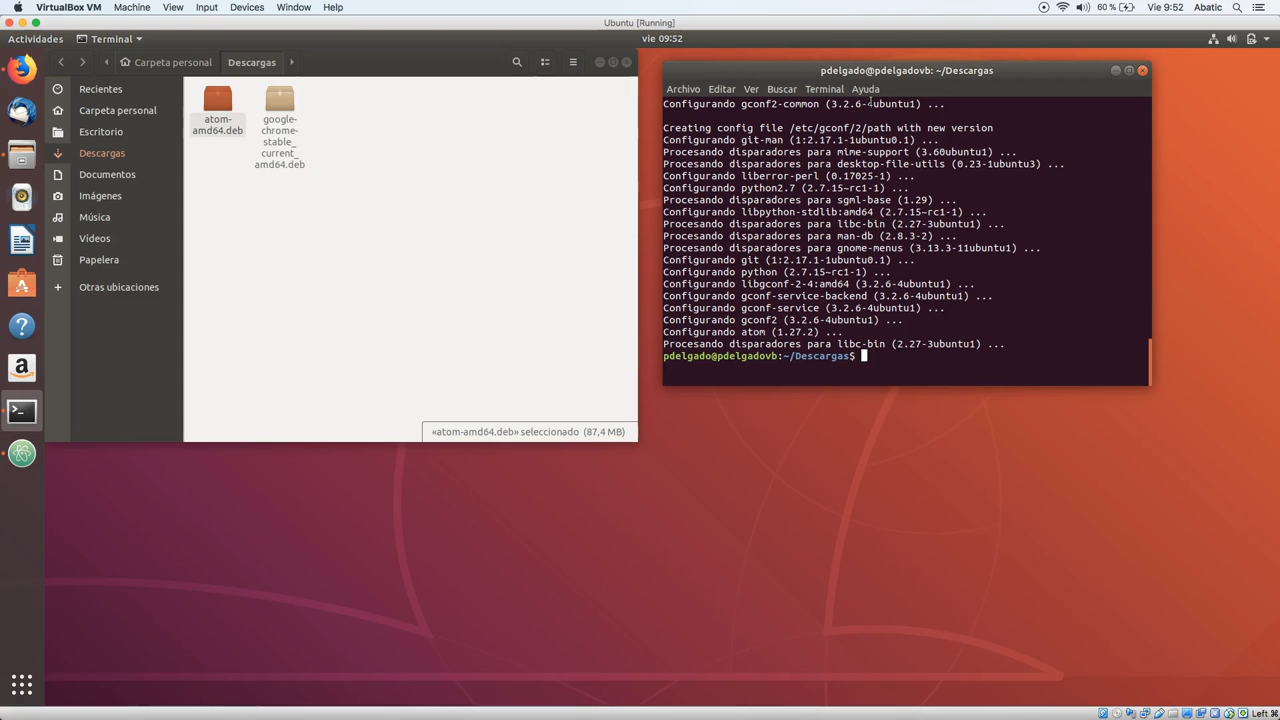 VirtualBox VM Machine View Input Devices Window Help
60 % Vie 9:52 Abatic
Ubuntu [Running]
Actividades Terminal vie 09:52
Carpeta personal Descargas
Recientes
Carpeta personal
Escritorio
Descargas
Documentos
Imágenes
Música
Vídeos
Papelera
Otras ubicaciones
atom-
amd64.deb
google-
chrome-
stable_
current_
amd64.deb
«atom-amd64.deb» seleccionado (87,4 MB)
pdelgado@pdelgadovb: ~/Descargas
Archivo Editar Ver Buscar Terminal Ayuda
Configurando gconf2-common (3.2.6-4ubuntu1) ...
Creating config file /etc/gconf/2/path with new version
Configurando git-man (1:2.17.1-1ubuntu0.1) ...
Procesando disparadores para mime-support (3.60ubuntu1) ...
Procesando disparadores para desktop-file-utils (0.23-1ubuntu3) ...
Configurando liberror-perl (0.17025-1) ...
Configurando python2.7 (2.7.15~rc1-1) ...
Procesando disparadores para sgml-base (1.29) ...
Configurando libpython-stdlib:amd64 (2.7.15~rc1-1) ...
Procesando disparadores para libc-bin (2.27-3ubuntu1) ...
Procesando disparadores para man-db (2.8.3-2) ...
Procesando disparadores para gnome-menus (3.13.3-11ubuntu1) ...
Configurando git (1:2.17.1-1ubuntu0.1) ...
Configurando python (2.7.15~rc1-1) ...
Configurando libgconf-2-4:amd64 (3.2.6-4ubuntu1) ...
Configurando gconf-service-backend (3.2.6-4ubuntu1) ...
Configurando gconf-service (3.2.6-4ubuntu1) ...
Configurando gconf2 (3.2.6-4ubuntu1) ...
Configurando atom (1.27.2) ...
Procesando disparadores para libc-bin (2.27-3ubuntu1) ...
pdelgado@pdelgadovb:~/Descargas$
Left ⌘